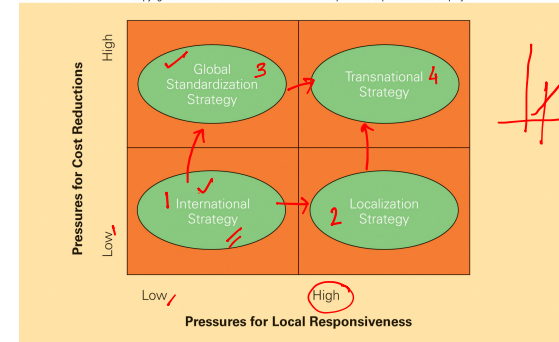 High
Global
Standardization
Strategy
3
Transnational
Strategy
4
Pressures for Cost Reductions
1
International
Strategy
2
Localization
Strategy
Low
Low
High
Pressures for Local Responsiveness